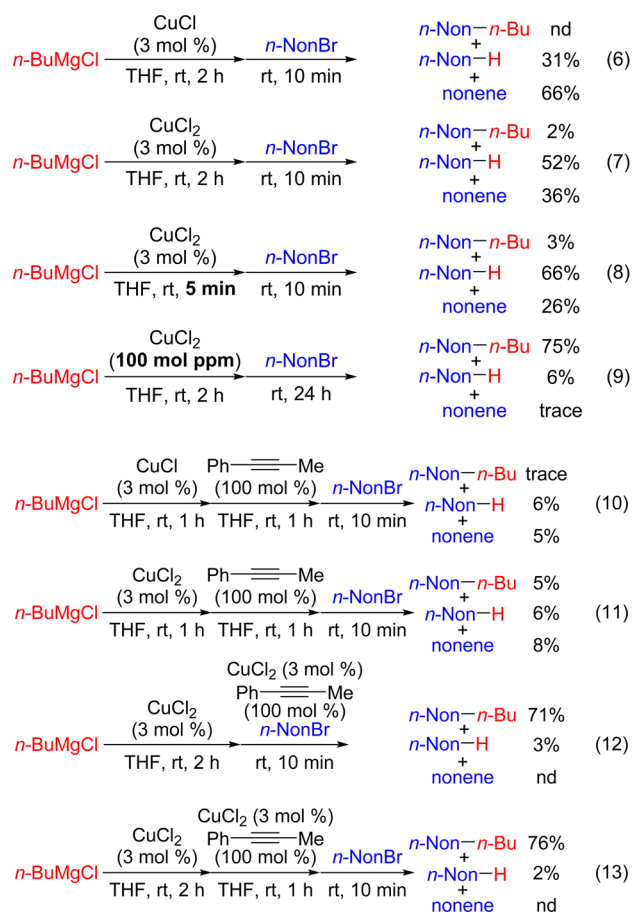 CuCl n-Non–n-Bu nd
n-BuMgCl (3 mol %) n-NonBr + n-Non–H 31% (6)
THF, rt, 2 h rt, 10 min +
nonene 66%
CuCl2 n-Non–n-Bu 2%
n-BuMgCl (3 mol %) n-NonBr + n-Non–H 52% (7)
THF, rt, 2 h rt, 10 min +
nonene 36%
CuCl2 n-Non–n-Bu 3%
n-BuMgCl (3 mol %) n-NonBr + n-Non–H 66% (8)
THF, rt, 5 min rt, 10 min +
nonene 26%
CuCl2 n-Non–n-Bu 75%
n-BuMgCl (100 mol ppm) n-NonBr + n-Non–H 6% (9)
THF, rt, 2 h rt, 24 h +
nonene trace
CuCl Ph Me n-Non–n-Bu trace
n-BuMgCl (3 mol %) (100 mol %) n-NonBr + n-Non–H 6% (10)
THF, rt, 1 h THF, rt, 1 h rt, 10 min +
nonene 5%
CuCl2 Ph Me n-Non–n-Bu 5%
n-BuMgCl (3 mol %) (100 mol %) n-NonBr + n-Non–H 6% (11)
THF, rt, 1 h THF, rt, 1 h rt, 10 min +
nonene 8%
CuCl2 (3 mol %)
Ph Me
CuCl2 (100 mol %) n-Non–n-Bu 71%
n-BuMgCl (3 mol %) n-NonBr + n-Non–H 3% (12)
THF, rt, 2 h rt, 10 min +
nonene nd
CuCl2 (3 mol %)
CuCl2 Ph Me n-Non–n-Bu 76%
n-BuMgCl (3 mol %) (100 mol %) n-NonBr + n-Non–H 2% (13)
THF, rt, 2 h THF, rt, 1 h rt, 10 min +
nonene nd